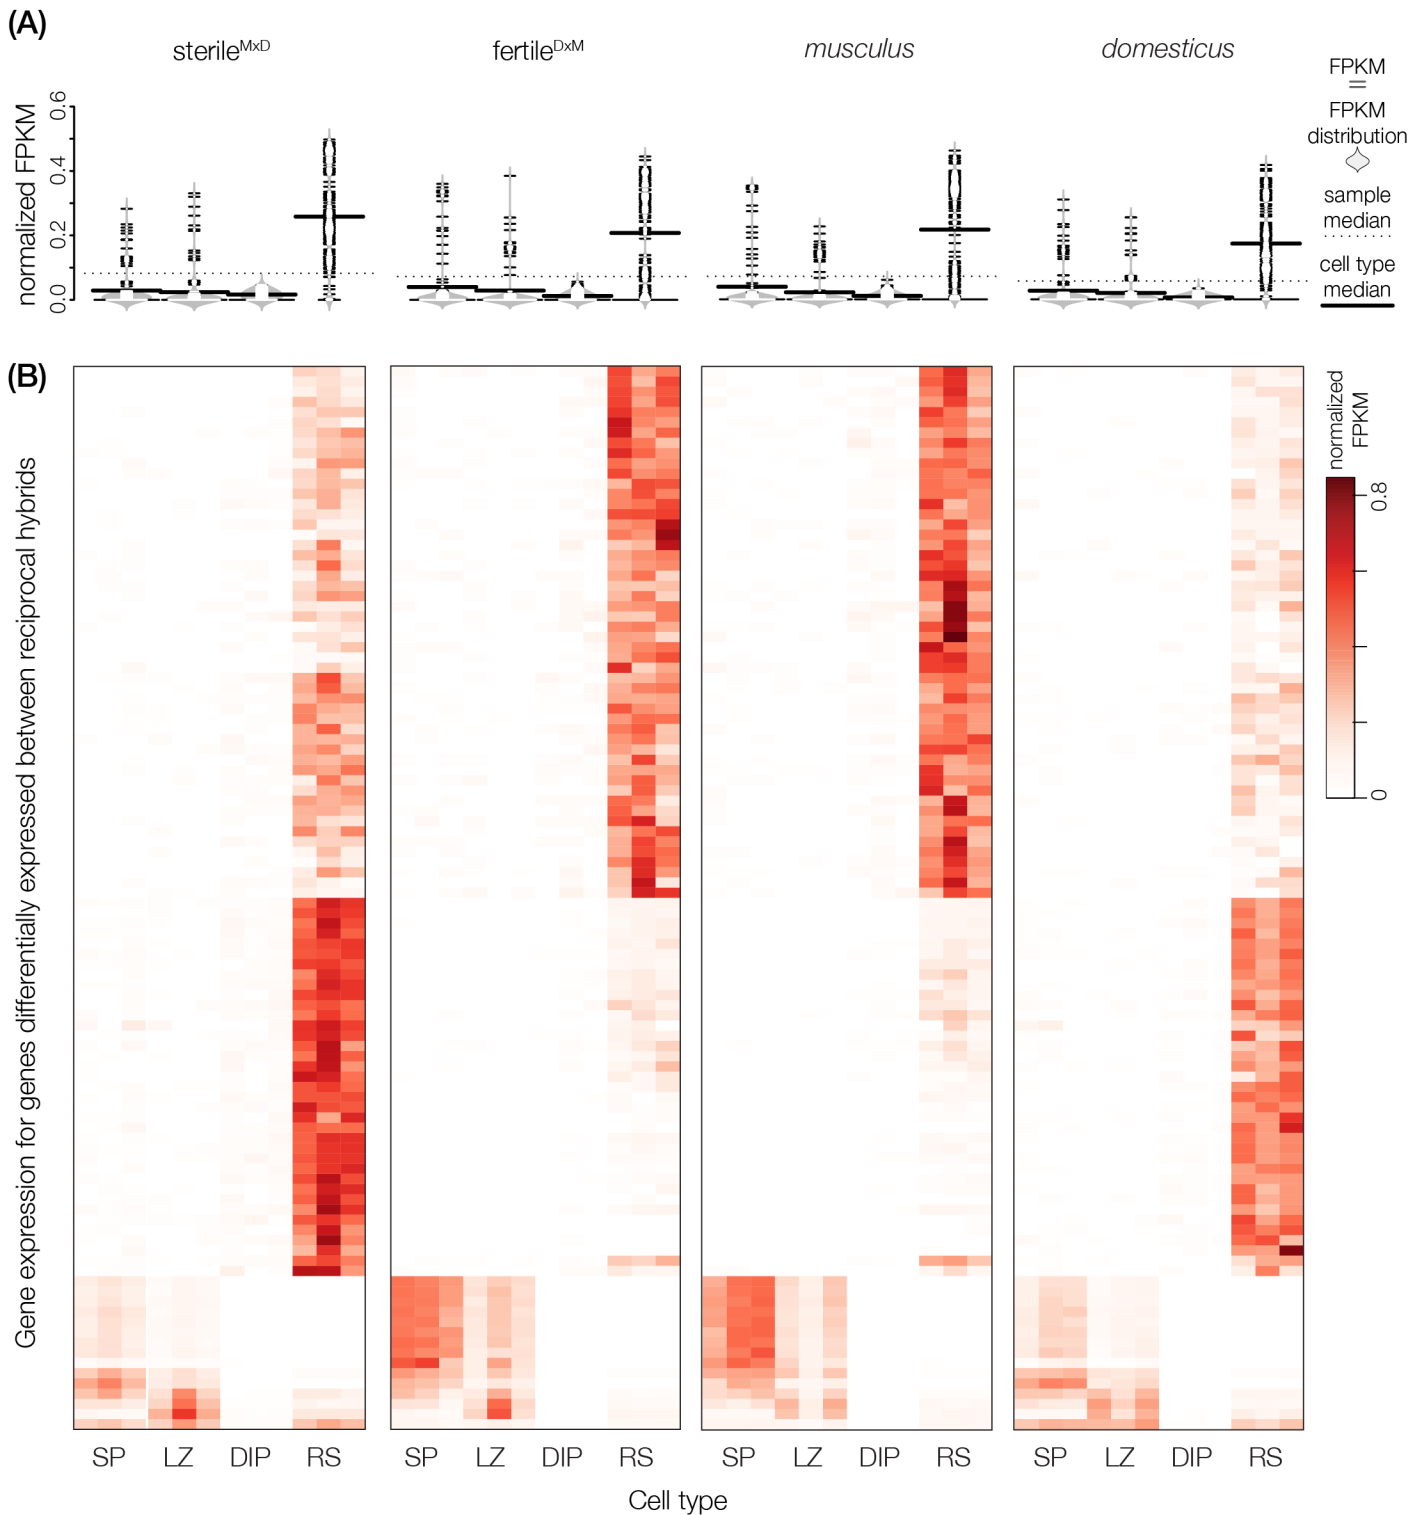 (A)
sterileMxD
fertileDxM
musculus
domesticus
normalized FPKM
0.0
0.2
0.4
0.6
FPKM
FPKM
distribution
sample
median
cell type
median
(B)
Gene expression for genes differentially expressed between reciprocal hybrids
normalized
FPKM
0.8
0
SP LZ DIP RS
SP LZ DIP RS
SP LZ DIP RS
SP LZ DIP RS
Cell type